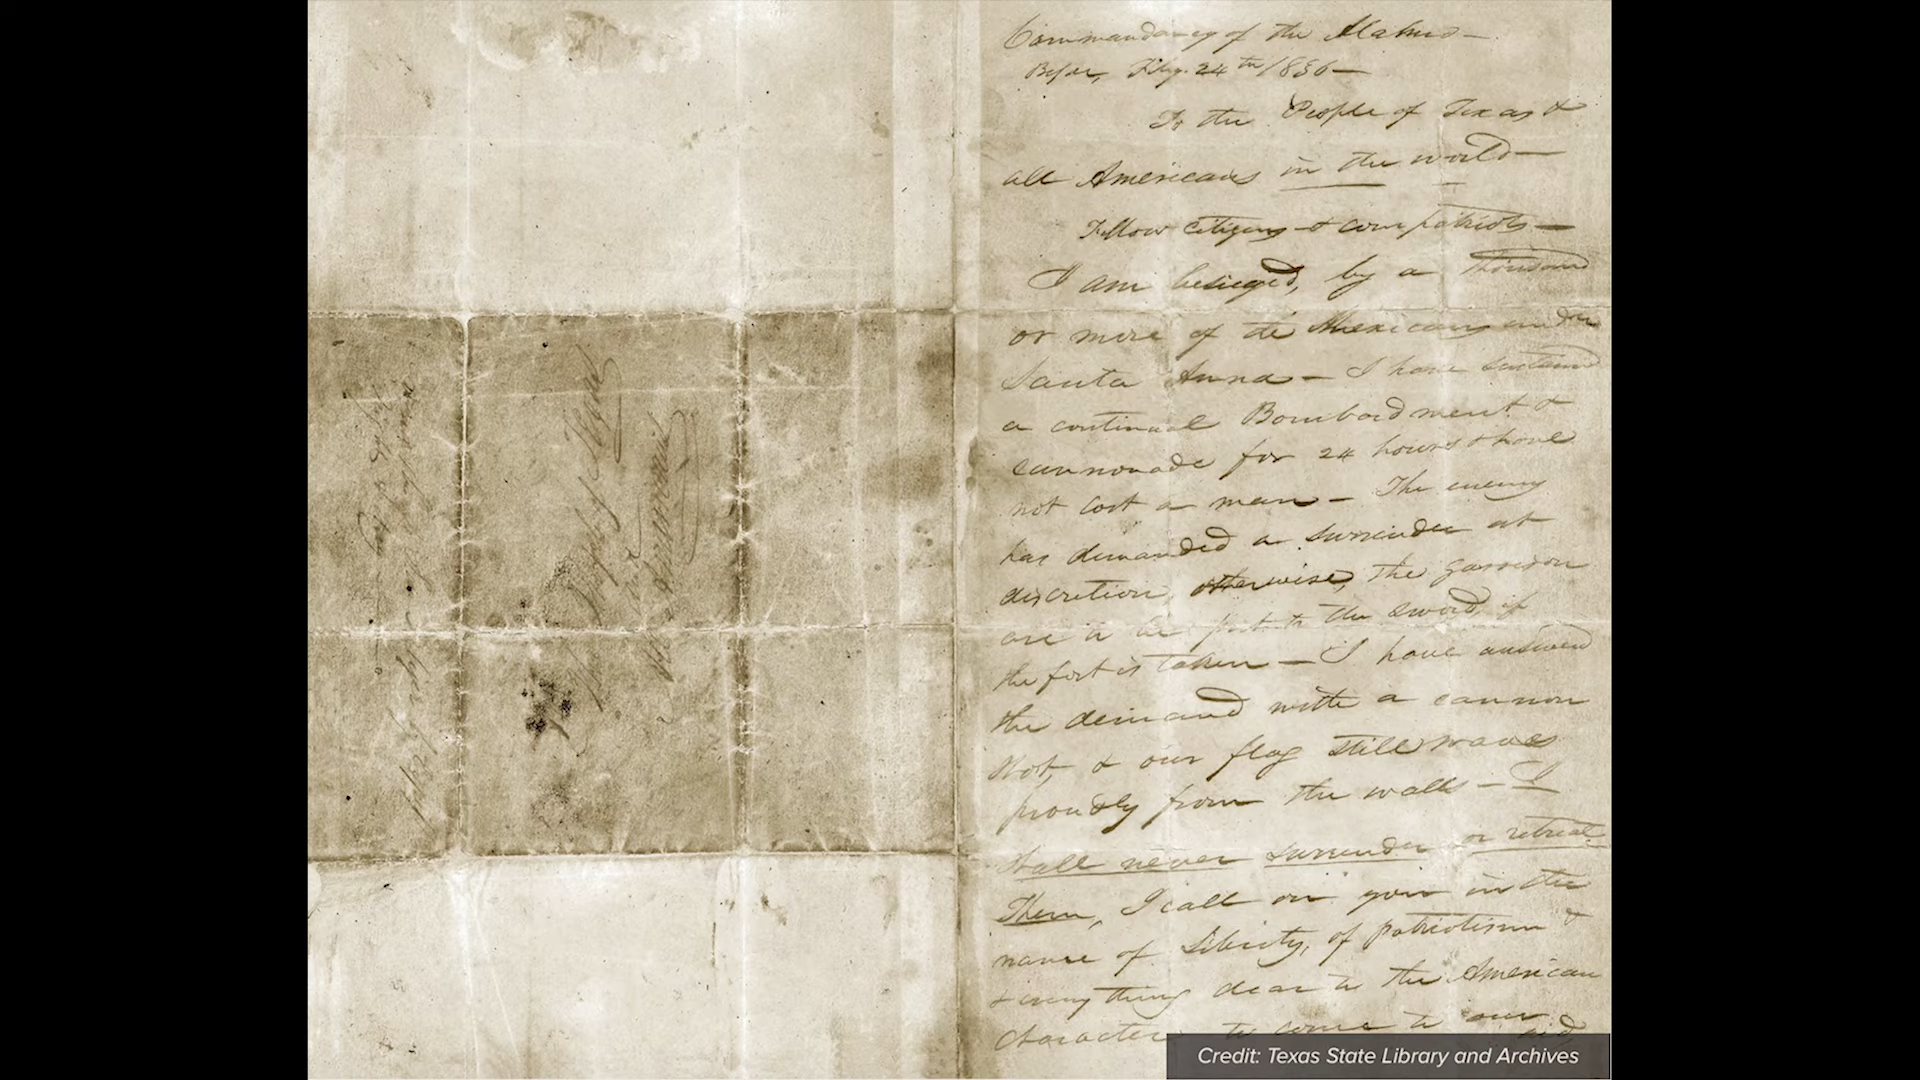 Commandancy of the Alamo—
Bejar, Feby. 24th 1836—
To the People of Texas &
all Americans in the world—
Fellow citizens & compatriots—
I am besieged, by a thousand
or more of the Mexicans under
Santa Anna— I have sustained
a continual Bombardment &
cannonade for 24 hours & have
not lost a man— The enemy
has demanded a surrender at
discretion, otherwise, the garrison
are to be put to the sword, if
the fort is taken— I have answered
the demand with a cannon
shot, & our flag still waves
proudly from the walls— I
shall never surrender or retreat
Then, I call on you in the
name of Liberty, of patriotism &
& every thing dear to the American
character, to come to our
aid
Credit: Texas State Library and Archives